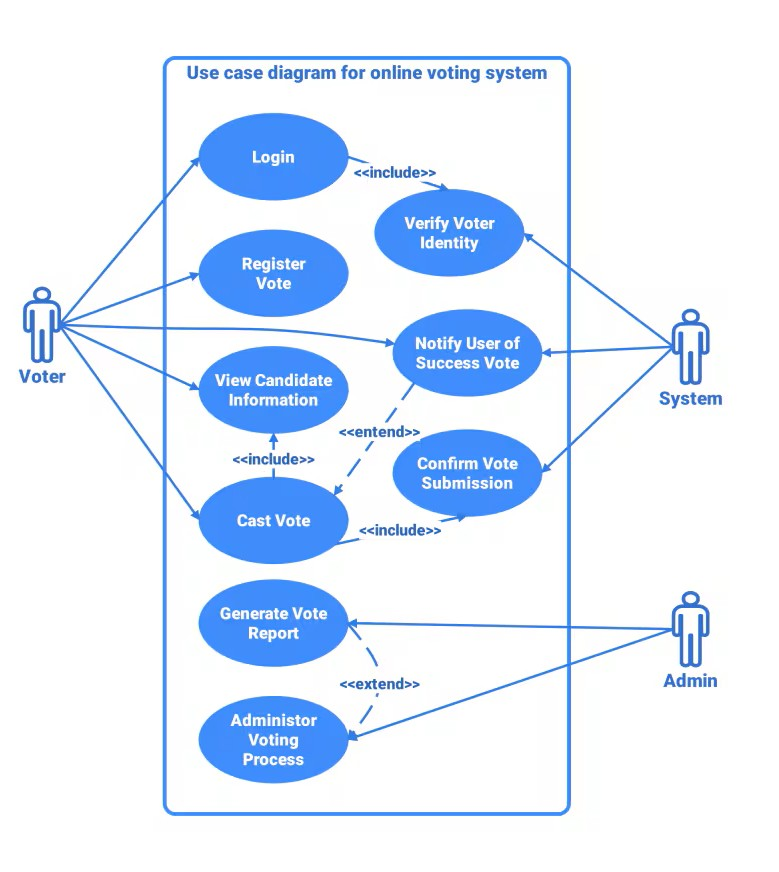 Use case diagram for online voting system
Login
<<include>>
Verify Voter
Identity
Register
Vote
Notify User of
Success Vote
Voter
View Candidate
Information
System
<<entend>>
<<include>>
Confirm Vote
Submission
Cast Vote
<<include>>
Generate Vote
Report
Admin
<<extend>>
Administor
Voting
Process